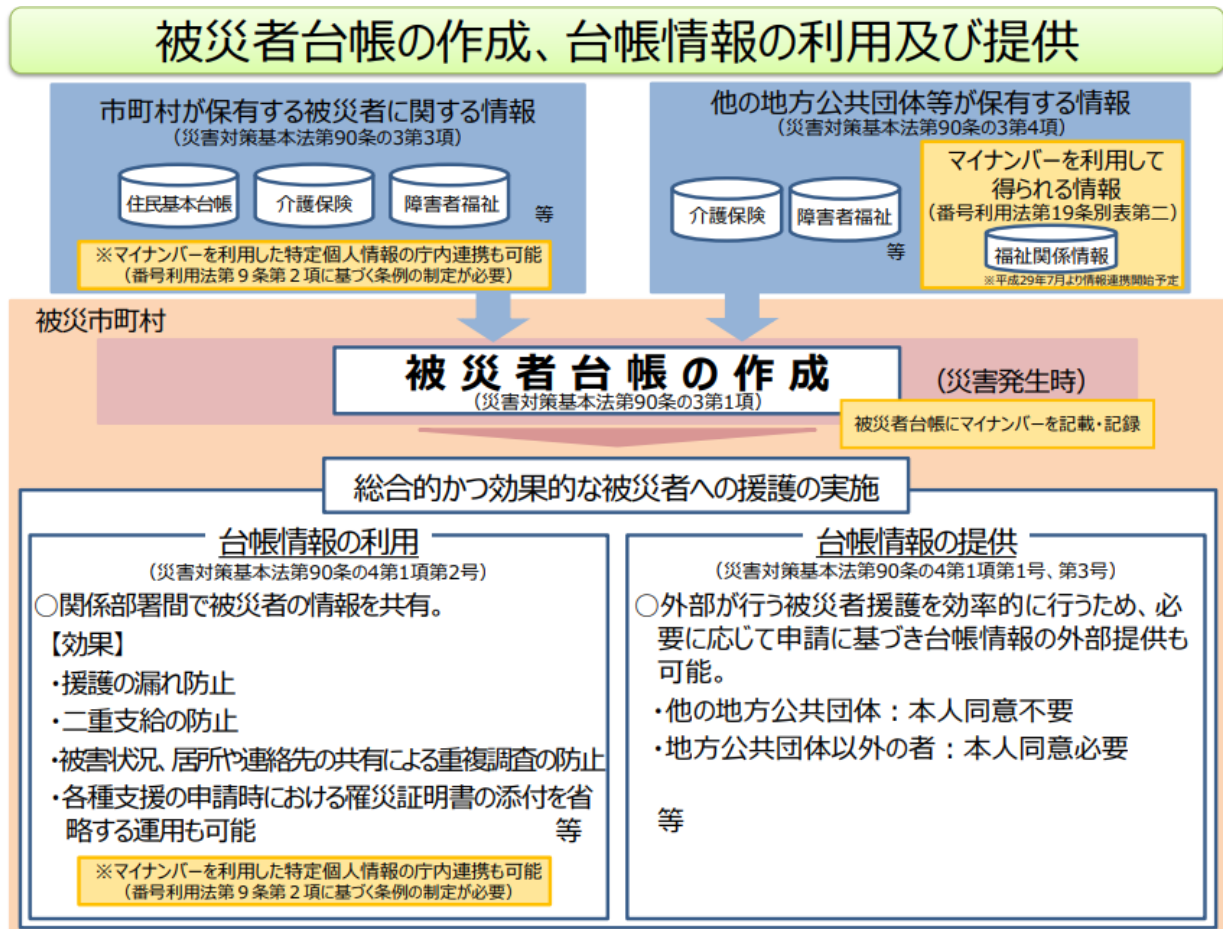 被災者台帳の作成、台帳情報の利用及び提供
市町村が保有する被災者に関する情報
(災害対策基本法第90条の3第3項)
住民基本台帳
介護保険
障害者福祉
等
※マイナンバーを利用した特定個人情報の庁内連携も可能
(番号利用法第9条第2項に基づく条例の制定が必要)
他の地方公共団体等が保有する情報
(災害対策基本法第90条の3第4項)
介護保険
障害者福祉
等
マイナンバーを利用して
得られる情報
(番号利用法第19条別表第二)
福祉関係情報
※平成29年7月より情報連携開始予定
被災市町村
被災者台帳の作成
(災害対策基本法第90条の3第1項)
(災害発生時)
被災者台帳にマイナンバーを記載・記録
総合的かつ効果的な被災者への援護の実施
台帳情報の利用
(災害対策基本法第90条の4第1項第2号)
○関係部署間で被災者の情報を共有。
【効果】
・援護の漏れ防止
・二重支給の防止
・被害状況、居所や連絡先の共有による重複調査の防止
・各種支援の申請時における罹災証明書の添付を省
略する運用も可能 等
※マイナンバーを利用した特定個人情報の庁内連携も可能
(番号利用法第9条第2項に基づく条例の制定が必要)
台帳情報の提供
(災害対策基本法第90条の4第1項第1号、第3号)
○外部が行う被災者援護を効率的に行うため、必
要に応じて申請に基づき台帳情報の外部提供も
可能。
・他の地方公共団体:本人同意不要
・地方公共団体以外の者:本人同意必要
等